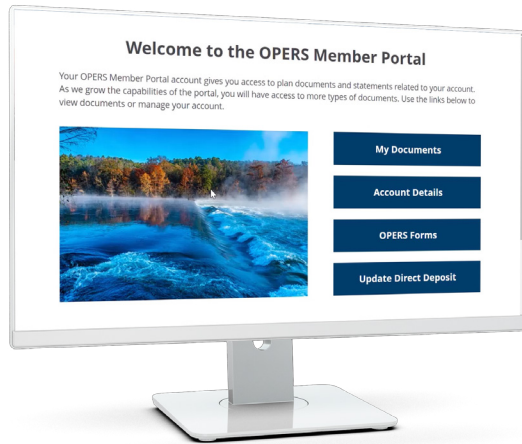 Welcome to the OPERS Member Portal
Your OPERS Member Portal account gives you access to plan documents and statements related to your account.
As we grow the capabilities of the portal, you will have access to more types of documents. Use the links below to
view documents or manage your account.
My Documents
Account Details
OPERS Forms
Update Direct Deposit